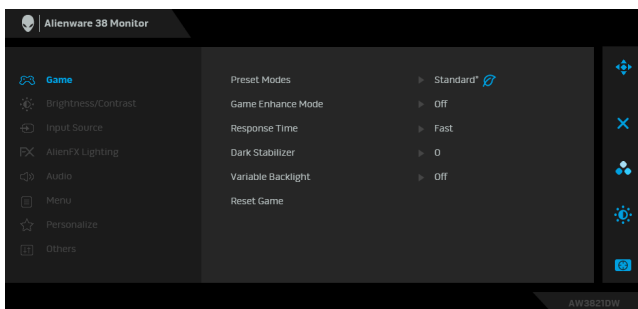 Alienware 38 Monitor
Game
Preset Modes Standard*
Brightness/Contrast
Game Enhance Mode Off
Input Source
Response Time Fast
AlienFX Lighting
Dark Stabilizer 0
Audio
Variable Backlight Off
Menu
Reset Game
Personalize
Others
AW3821DW